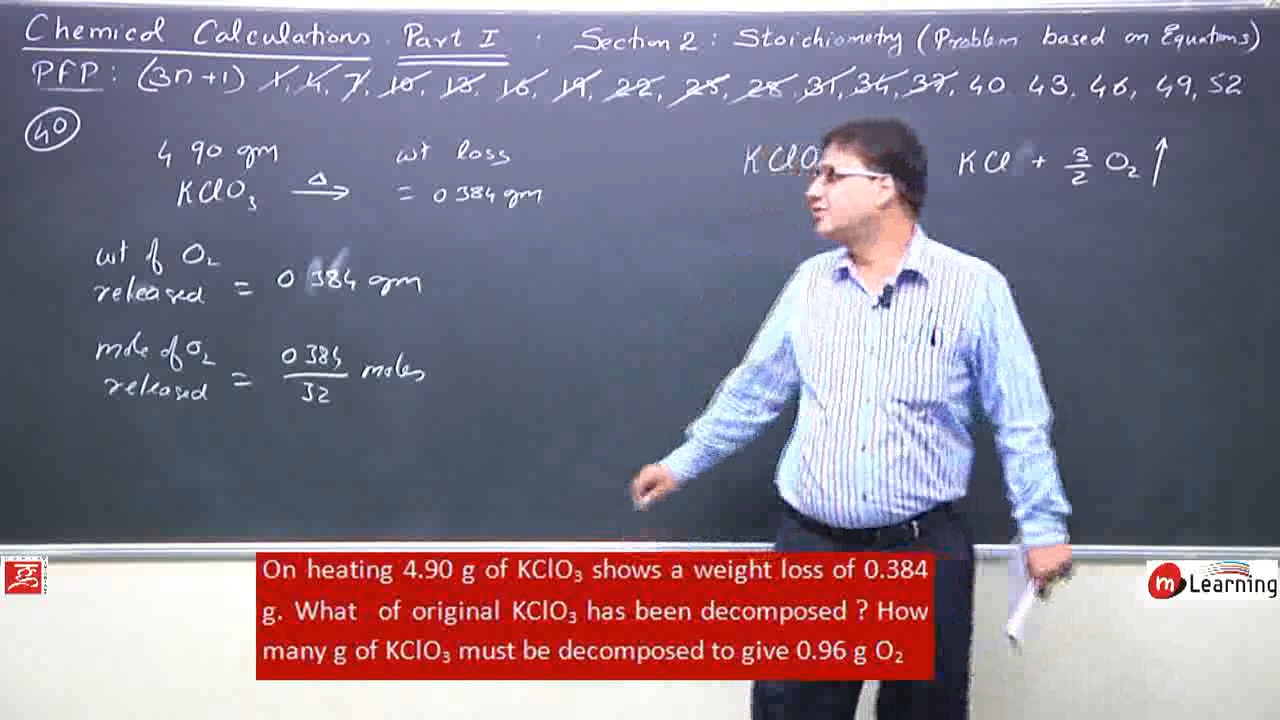 Chemical Calculations Part I : Section 2 : Stoichiometry (Problem based on Equations)
PFP : (3n+1) 1, 4, 7, 10, 13, 16, 19, 22, 25, 28, 31, 34, 37, 40 43, 46, 49, 52
40
4 90 gm wt loss
KClO₃ Δ → = 0 384 gm
KClO KCl + 3/2 O₂ ↑
wt of O₂
released = 0 384 gm
mole of O₂
released = 0 384/32 moles
On heating 4.90 g of KClO₃ shows a weight loss of 0.384
g. What of original KClO₃ has been decomposed ? How
many g of KClO₃ must be decomposed to give 0.96 g O₂
m Learning